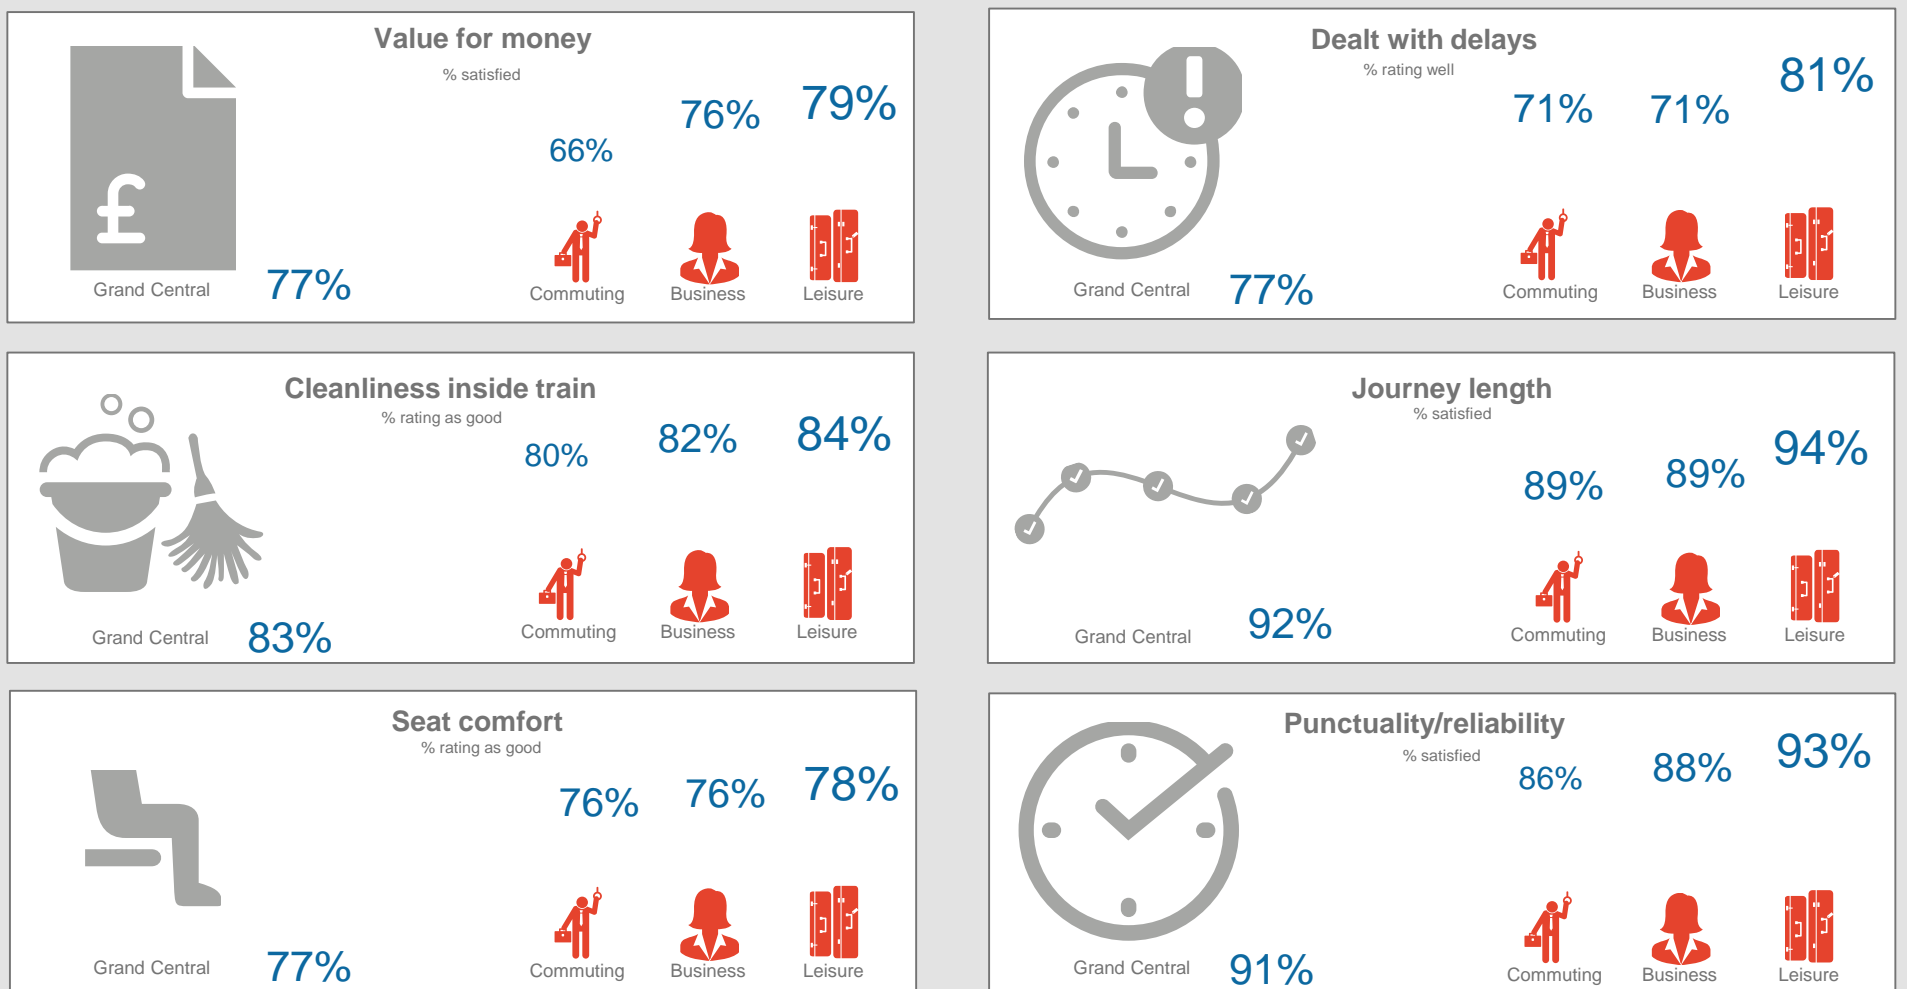 Value for money
% satisfied
66%
76%
79%
£
Grand Central
77%
Commuting
Business
Leisure
Dealt with delays
% rating well
71%
71%
81%
Grand Central
77%
Commuting
Business
Leisure
Cleanliness inside train
% rating as good
80%
82%
84%
Grand Central
83%
Commuting
Business
Leisure
Journey length
% satisfied
89%
89%
94%
Grand Central
92%
Commuting
Business
Leisure
Seat comfort
% rating as good
76%
76%
78%
Grand Central
77%
Commuting
Business
Leisure
Punctuality/reliability
% satisfied
86%
88%
93%
Grand Central
91%
Commuting
Business
Leisure